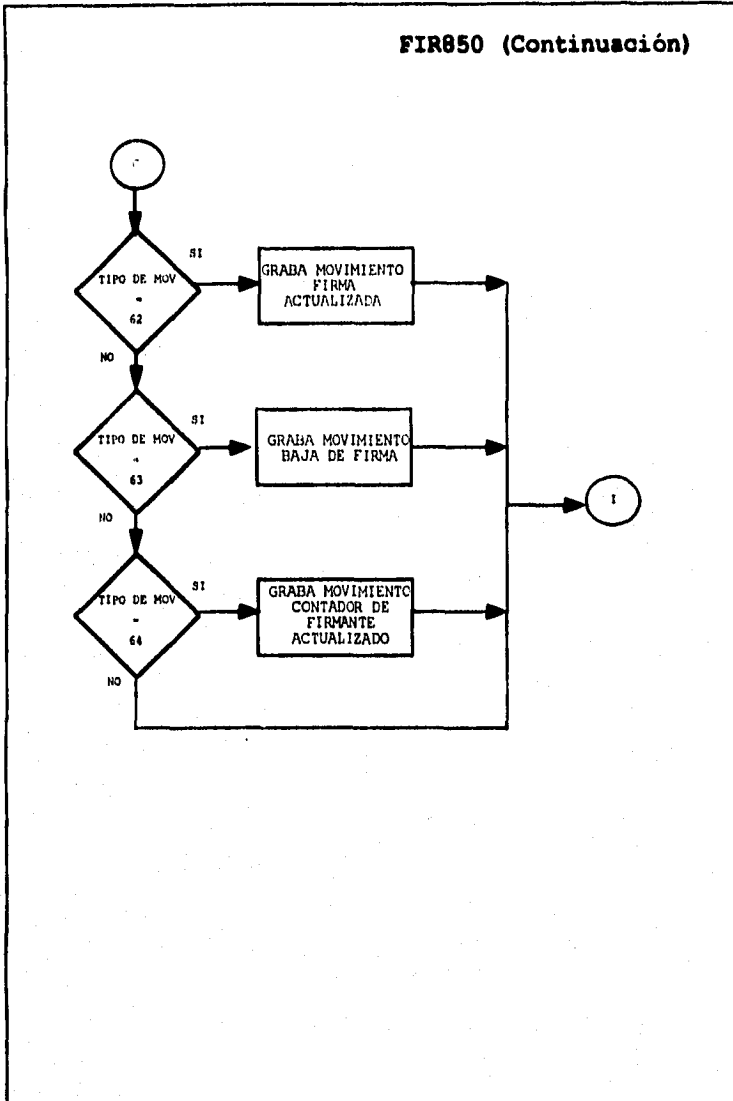 FIR850 (Continuación)
TIPO DE MOV
=
62
SI
NO
GRABA MOVIMIENTO
FIRMA
ACTUALIZADA
TIPO DE MOV
=
63
SI
NO
GRABA MOVIMIENTO
BAJA DE FIRMA
I
TIPO DE MOV
=
64
SI
NO
GRABA MOVIMIENTO
CONTADOR DE
FIRMANTE
ACTUALIZADO